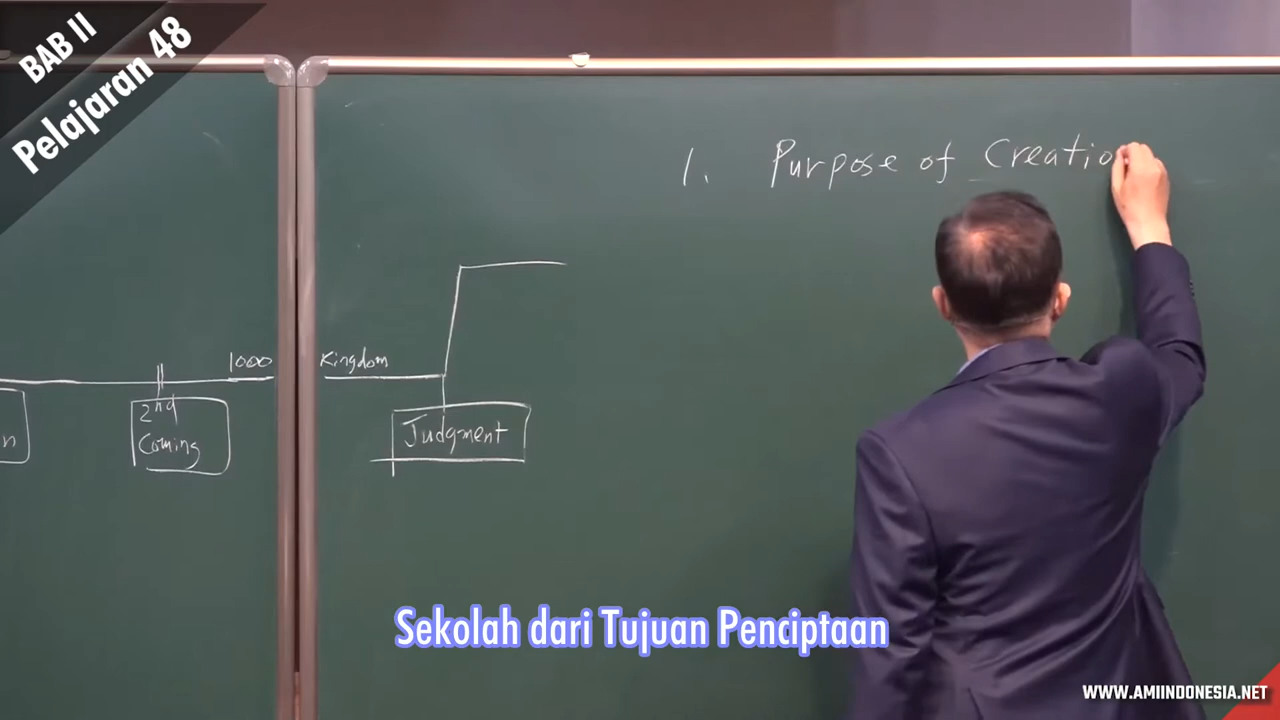 BAB II
Pelajaran 48
1. Purpose of Creatio
1000 Kingdom
2nd
Coming
Judgment
n
Sekolah dari Tujuan Penciptaan
WWW.AMIINDONESIA.NET